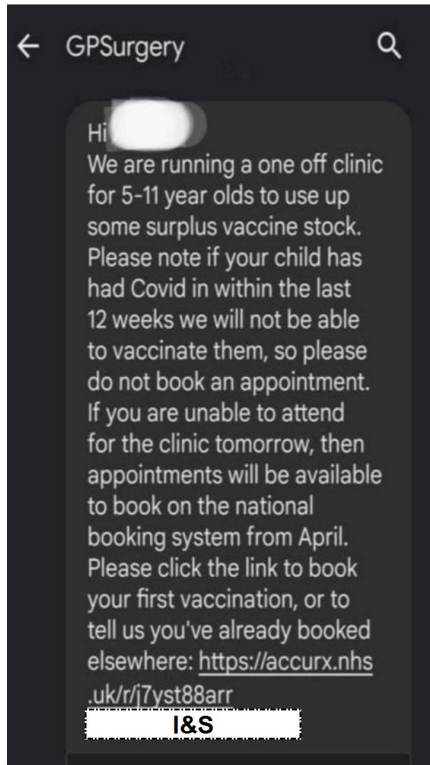 GPSurgery
Hi
We are running a one off clinic
for 5-11 year olds to use up
some surplus vaccine stock.
Please note if your child has
had Covid in within the last
12 weeks we will not be able
to vaccinate them, so please
do not book an appointment.
If you are unable to attend
for the clinic tomorrow, then
appointments will be available
to book on the national
booking system from April.
Please click the link to book
your first vaccination, or to
tell us you've already booked
elsewhere: https://accurx.nhs
.uk/r/j7yst88arr
I&S